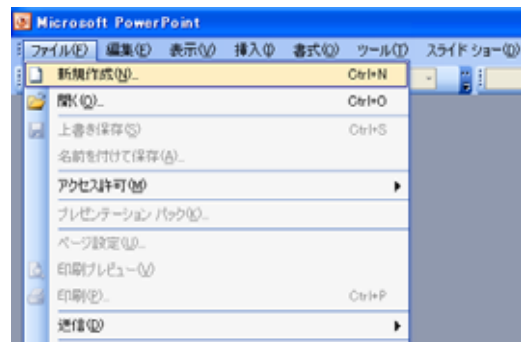 Microsoft PowerPoint
ファイル(F) 編集(E) 表示(V) 挿入(I) 書式(O) ツール(T) スライド ショー(D)
新規作成(N)... Ctrl+N
開く(O)... Ctrl+O
上書き保存(S) Ctrl+S
名前を付けて保存(A)...
アクセス許可(M)
プレゼンテーション パック(K)...
ページ設定(U)...
印刷プレビュー(V)
印刷(P)... Ctrl+P
送信(D)